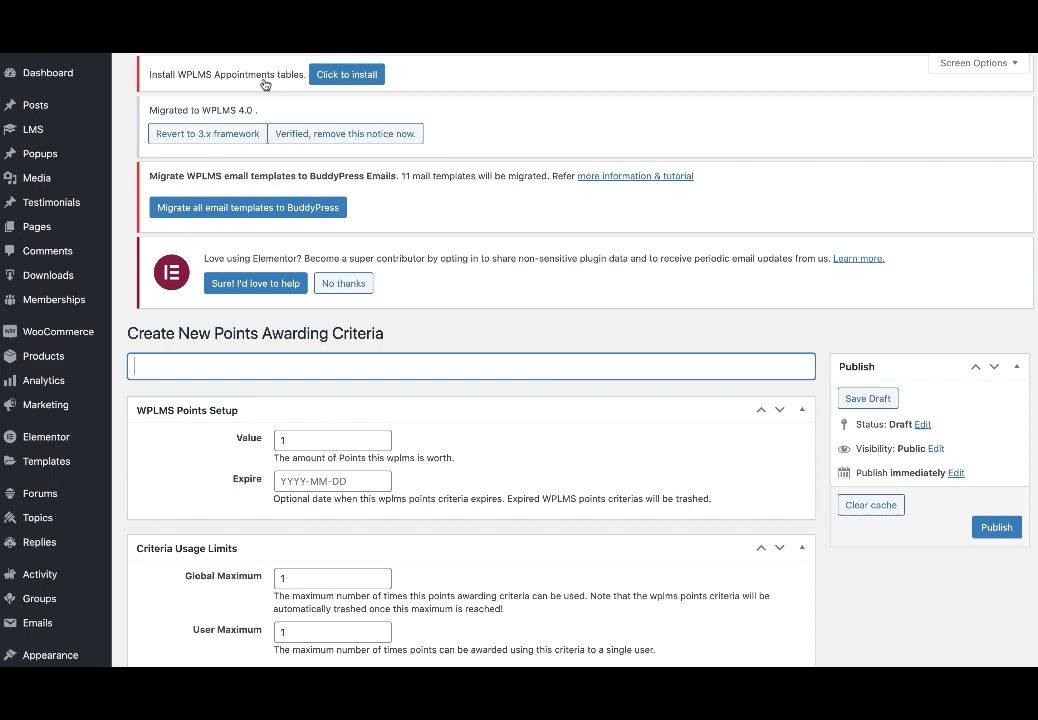 Dashboard
Posts
LMS
Popups
Media
Testimonials
Pages
Comments
Downloads
Memberships
WooCommerce
Products
Analytics
Marketing
Elementor
Templates
Forums
Topics
Replies
Activity
Groups
Emails
Appearance
Screen Options
Install WPLMS Appointments tables. Click to install
Migrated to WPLMS 4.0 .
Revert to 3.x framework Verified, remove this notice now.
Migrate WPLMS email templates to BuddyPress Emails. 11 mail templates will be migrated. Refer more information & tutorial
Migrate all email templates to BuddyPress
Love using Elementor? Become a super contributor by opting in to share non-sensitive plugin data and to receive periodic email updates from us. Learn more.
Sure! I'd love to help No thanks
Create New Points Awarding Criteria
WPLMS Points Setup
Value 1
The amount of Points this wplms is worth.
Expire YYYY-MM-DD
Optional date when this wplms points criteria expires. Expired WPLMS points criterias will be trashed.
Criteria Usage Limits
Global Maximum 1
The maximum number of times this points awarding criteria can be used. Note that the wplms points criteria will be
automatically trashed once this maximum is reached!
User Maximum 1
The maximum number of times points can be awarded using this criteria to a single user.
Publish
Save Draft
Status: Draft Edit
Visibility: Public Edit
Publish immediately Edit
Clear cache
Publish